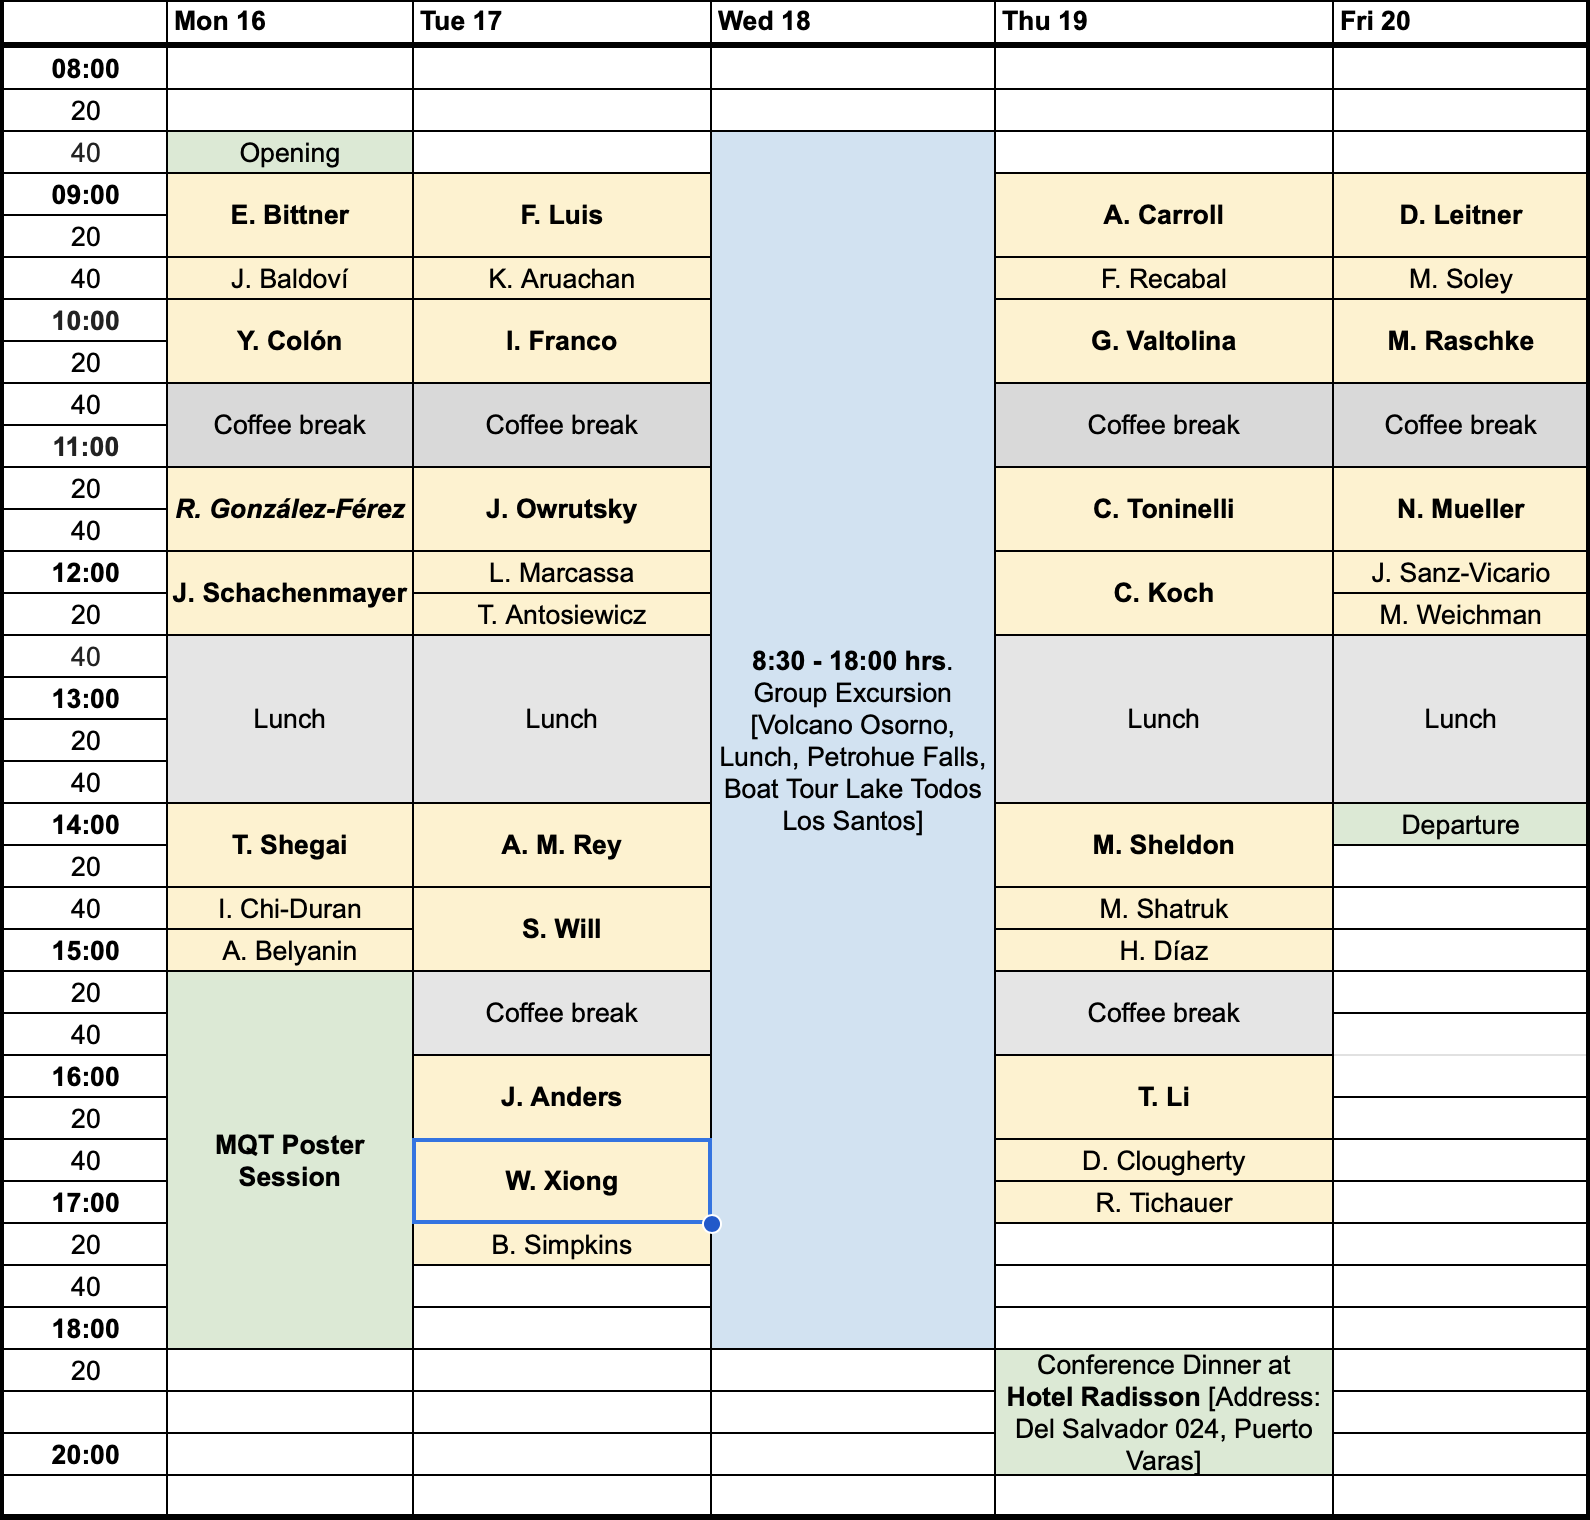 Mon 16 Tue 17 Wed 18 Thu 19 Fri 20
08:00
20
40 Opening
09:00
E. Bittner F. Luis A. Carroll D. Leitner
20
40 J. Baldoví K. Aruachan F. Recabal M. Soley
10:00
Y. Colón I. Franco G. Valtolina M. Raschke
20
40
Coffee break Coffee break Coffee break Coffee break
11:00
20
R. González-Férez J. Owrutsky C. Toninelli N. Mueller
40
12:00 L. Marcassa J. Sanz-Vicario
J. Schachenmayer C. Koch
20 T. Antosiewicz M. Weichman
40
8:30 - 18:00 hrs.
Group Excursion
[Volcano Osorno,
Lunch, Petrohue Falls,
Boat Tour Lake Todos
Los Santos]
13:00
Lunch Lunch Lunch Lunch
20
40
14:00 Departure
T. Shegai A. M. Rey M. Sheldon
20
40 I. Chi-Duran M. Shatruk
S. Will
15:00 A. Belyanin H. Díaz
20
Coffee break Coffee break
40
16:00
J. Anders T. Li
20
MQT Poster
Session
40 D. Clougherty
W. Xiong
17:00 R. Tichauer
20 B. Simpkins
40
18:00
20
Conference Dinner at
Hotel Radisson [Address:
Del Salvador 024, Puerto
Varas]
20:00